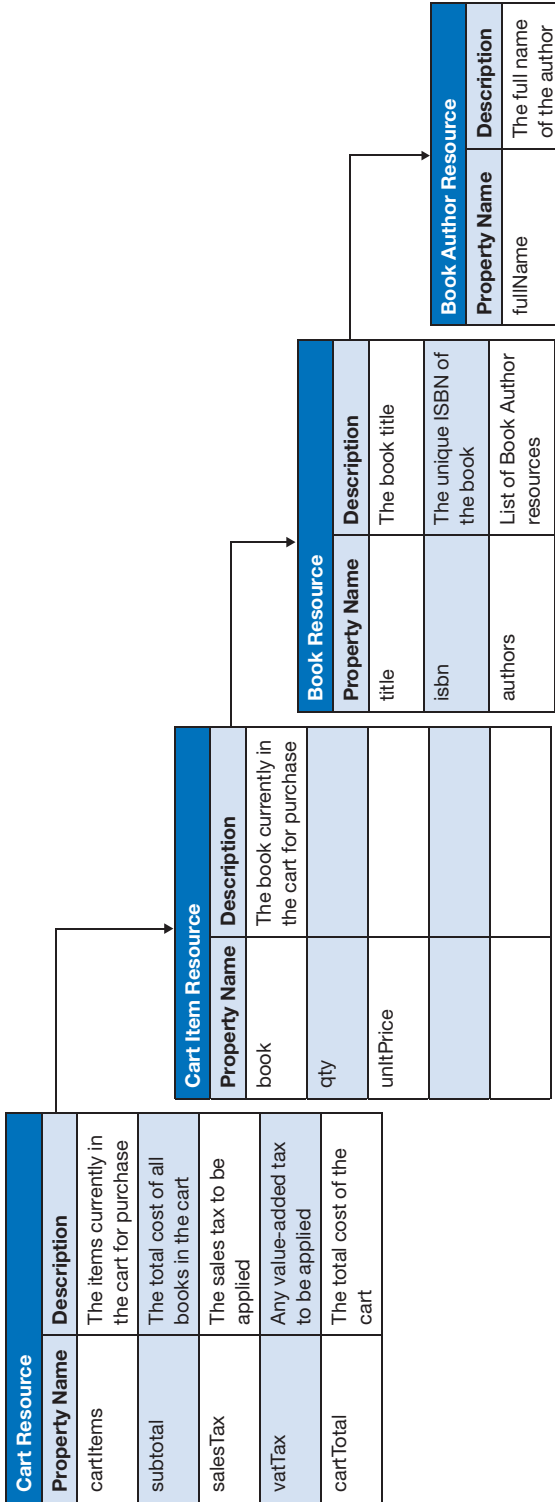 Cart Resource
Property Name Description
cartItems The items currently in
the cart for purchase
subtotal The total cost of all
books in the cart
salesTax The sales tax to be
applied
vatTax Any value-added tax
to be applied
cartTotal The total cost of the
cart
Cart Item Resource
Property Name Description
book The book currently in
the cart for purchase
qty
unItPrice
Book Resource
Property Name Description
title The book title
isbn The unique ISBN of
the book
authors List of Book Author
resources
Book Author Resource
Property Name Description
fullName The full name
of the author